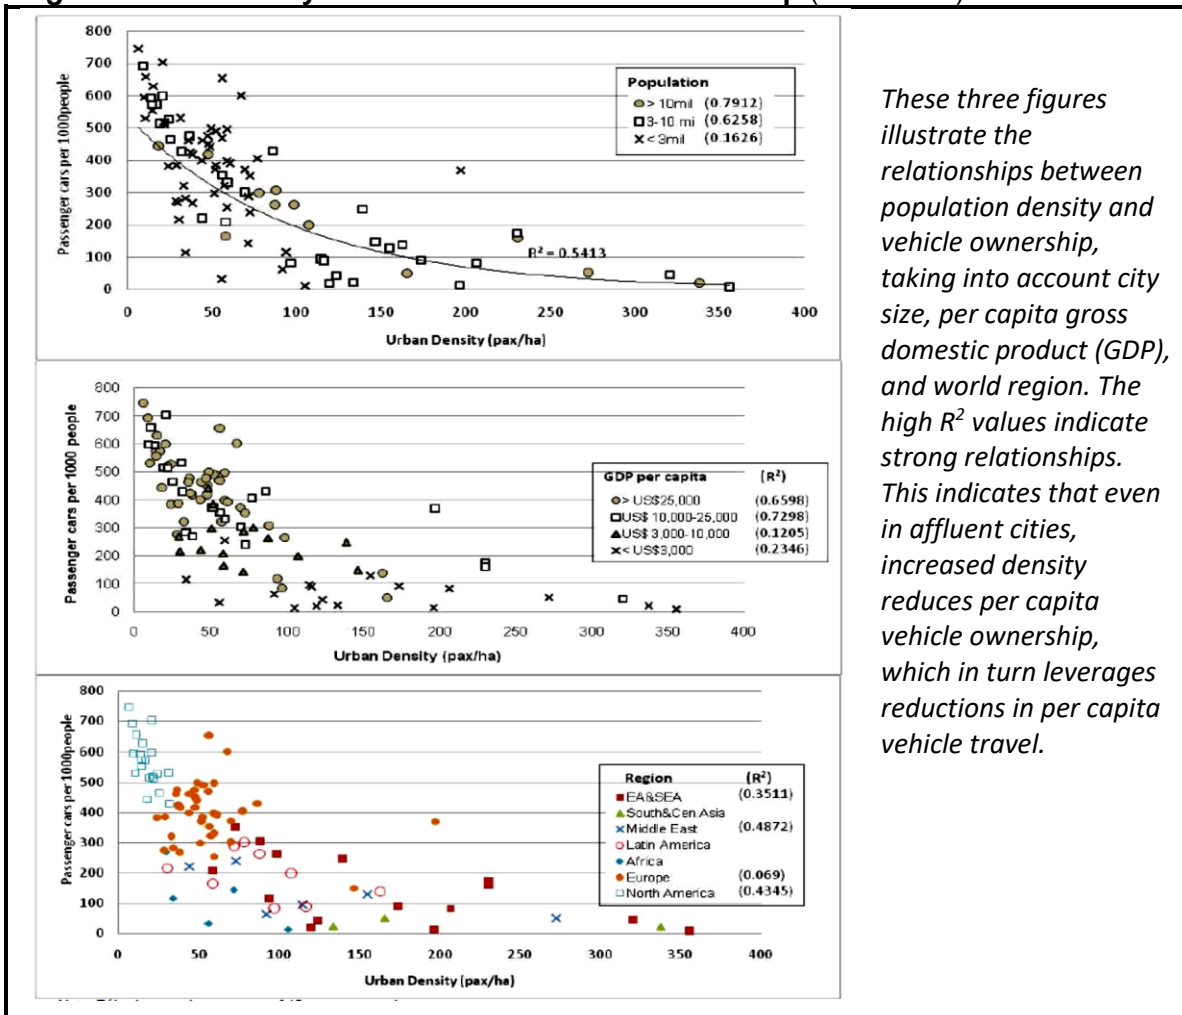 800
700
600
500
400
300
200
100
0
Passenger cars per 1000people
Population
> 10mil (0.7912)
3-10 mi (0.6258)
< 3mil (0.1626)
R² = 0.5413
0.00 50 100 150 200 250 300 350 400
Urban Density (pax/ha)
800
700
600
500
400
300
200
100
0
Passenger cars per 1000 people
GDP per capita (R²)
> US$25,000 (0.6598)
US$ 10,000-25,000 (0.7298)
US$ 3,000-10,000 (0.1205)
< US$3,000 (0.2346)
0 50 100 150 200 250 300 350 400
Urban Density (pax/ha)
800
700
600
500
400
300
200
100
0
Passenger cars per 1000people
Region (R²)
EA&SEA (0.3511)
South&Cen.Asia
Middle East (0.4872)
Latin America
Africa
Europe (0.069)
North America (0.4345)
0 50 100 150 200 250 300 350 400
Urban Density (pax/ha)
These three figures
illustrate the
relationships between
population density and
vehicle ownership,
taking into account city
size, per capita gross
domestic product (GDP),
and world region. The
high R² values indicate
strong relationships.
This indicates that even
in affluent cities,
increased density
reduces per capita
vehicle ownership,
which in turn leverages
reductions in per capita
vehicle travel.